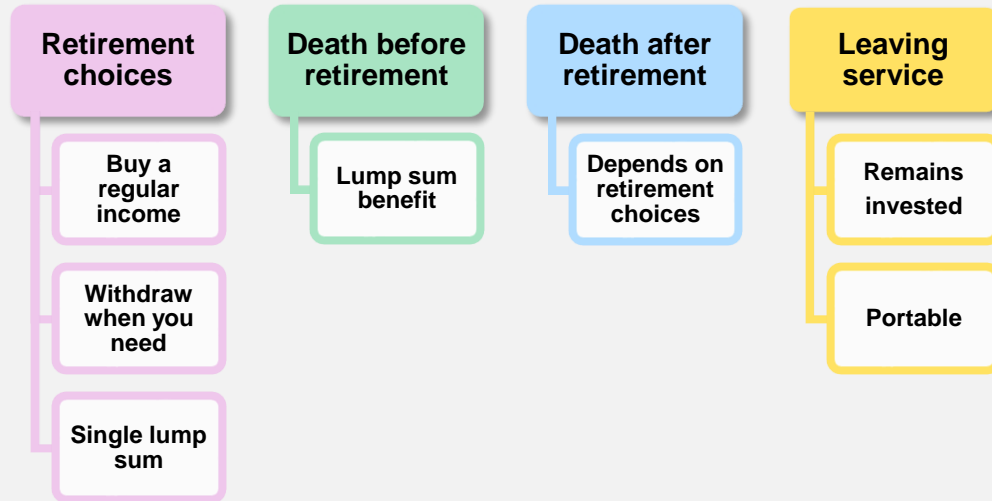 Retirement
choices
Buy a
regular
income
Withdraw
when you
need
Single lump
sum
Death before
retirement
Lump sum
benefit
Death after
retirement
Depends on
retirement
choices
Leaving
service
Remains
invested
Portable